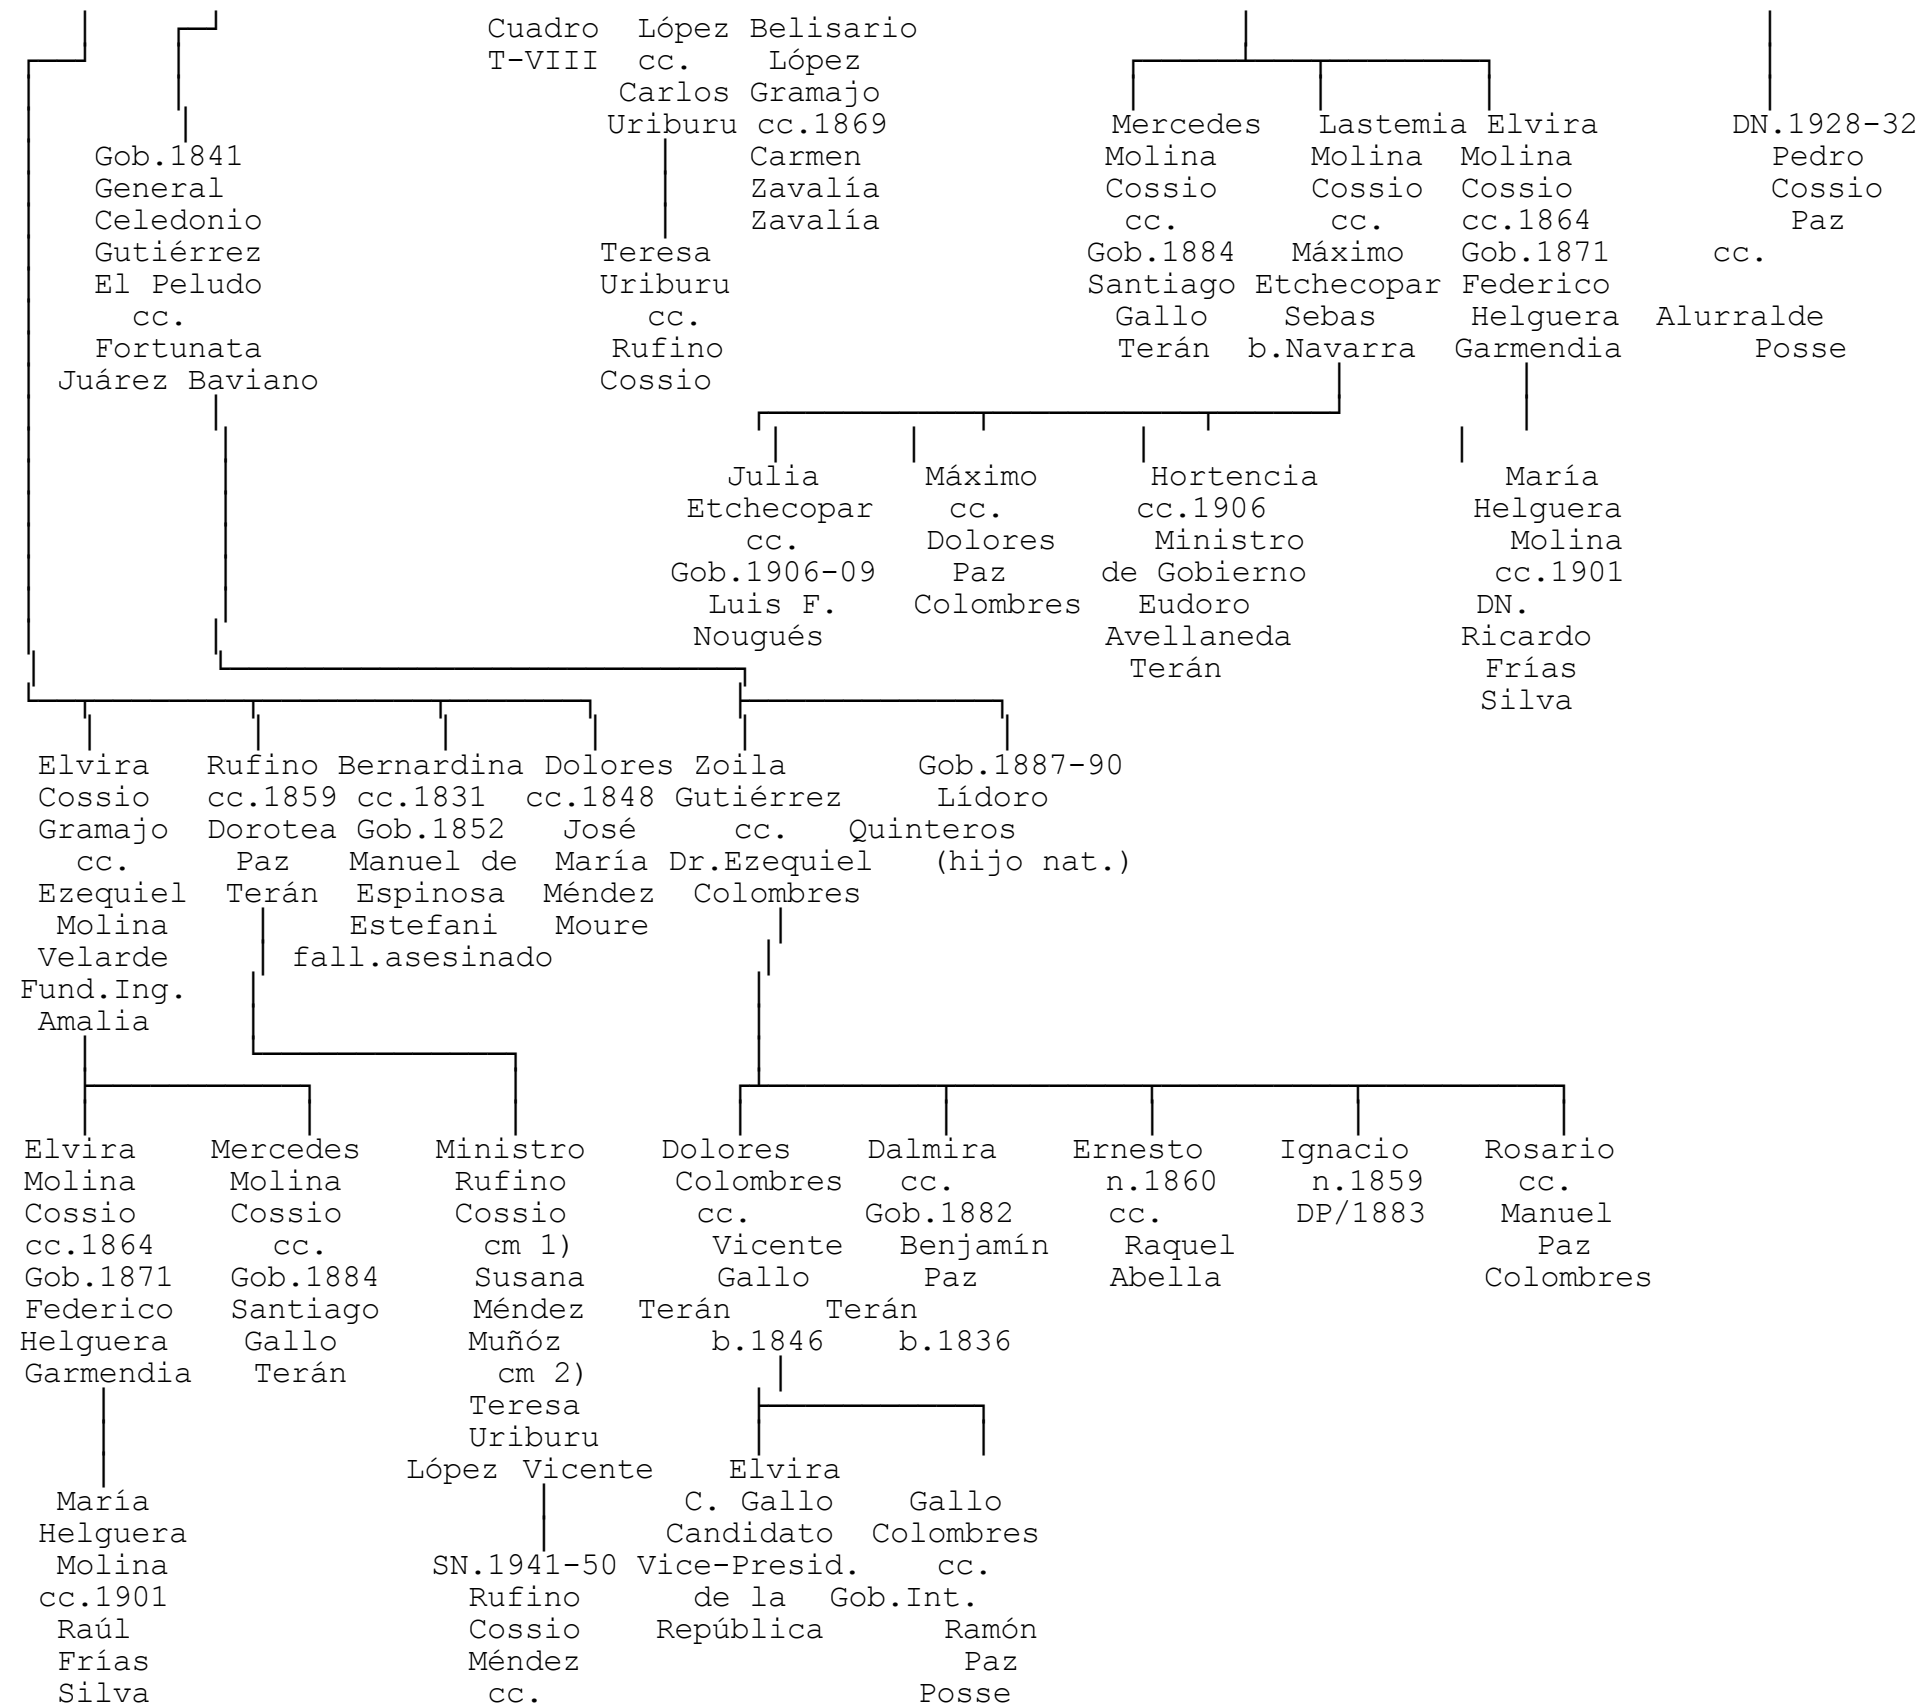 Cuadro López Belisario
T-VIII cc. López
Carlos Gramajo
Uriburu cc.1869 Mercedes Lastemia Elvira DN.1928-32
Gob.1841 Carmen Molina Molina Molina Pedro
General Zavalía Cossio Cossio Cossio Cossio
Celedonio Zavalía cc. cc. cc.1864 Paz
Gutiérrez Teresa Gob.1884 Máximo Gob.1871 cc.
El Peludo Uriburu Santiago Etchecopar Federico
cc. cc. Gallo Sebas Helguera Alurralde
Fortunata Rufino Terán b.Navarra Garmendia Posse
Juárez Baviano Cossio
Julia Máximo Hortencia María
Etchecopar cc. cc.1906 Helguera
cc. Dolores Ministro Molina
Gob.1906-09 Paz de Gobierno cc.1901
Luis F. Colombres Eudoro DN.
Nougués Avellaneda Ricardo
Terán Frías
Silva
Elvira Rufino Bernardina Dolores Zoila Gob.1887-90
Cossio cc.1859 cc.1831 cc.1848 Gutiérrez Lídoro
Gramajo Dorotea Gob.1852 José cc. Quinteros
cc. Paz Manuel de María Dr.Ezequiel (hijo nat.)
Ezequiel Terán Espinosa Méndez Colombres
Molina Estefani Moure
Velarde fall.asesinado
Fund.Ing.
Amalia
Elvira Mercedes Ministro Dolores Dalmira Ernesto Ignacio Rosario
Molina Molina Rufino Colombres cc. n.1860 n.1859 cc.
Cossio Cossio Cossio cc. Gob.1882 cc. DP/1883 Manuel
cc.1864 cc. cm 1) Vicente Benjamín Raquel Paz
Gob.1871 Gob.1884 Susana Gallo Paz Abella Colombres
Federico Santiago Méndez Terán Terán
Helguera Gallo Muñóz b.1846 b.1836
Garmendia Terán cm 2)
Teresa
Uriburu
López Vicente Elvira
María C. Gallo Gallo
Helguera Candidato Colombres
Molina SN.1941-50 Vice-Presid. cc.
cc.1901 Rufino de la Gob.Int.
Raúl Cossio República Ramón
Frías Méndez Paz
Silva cc. Posse